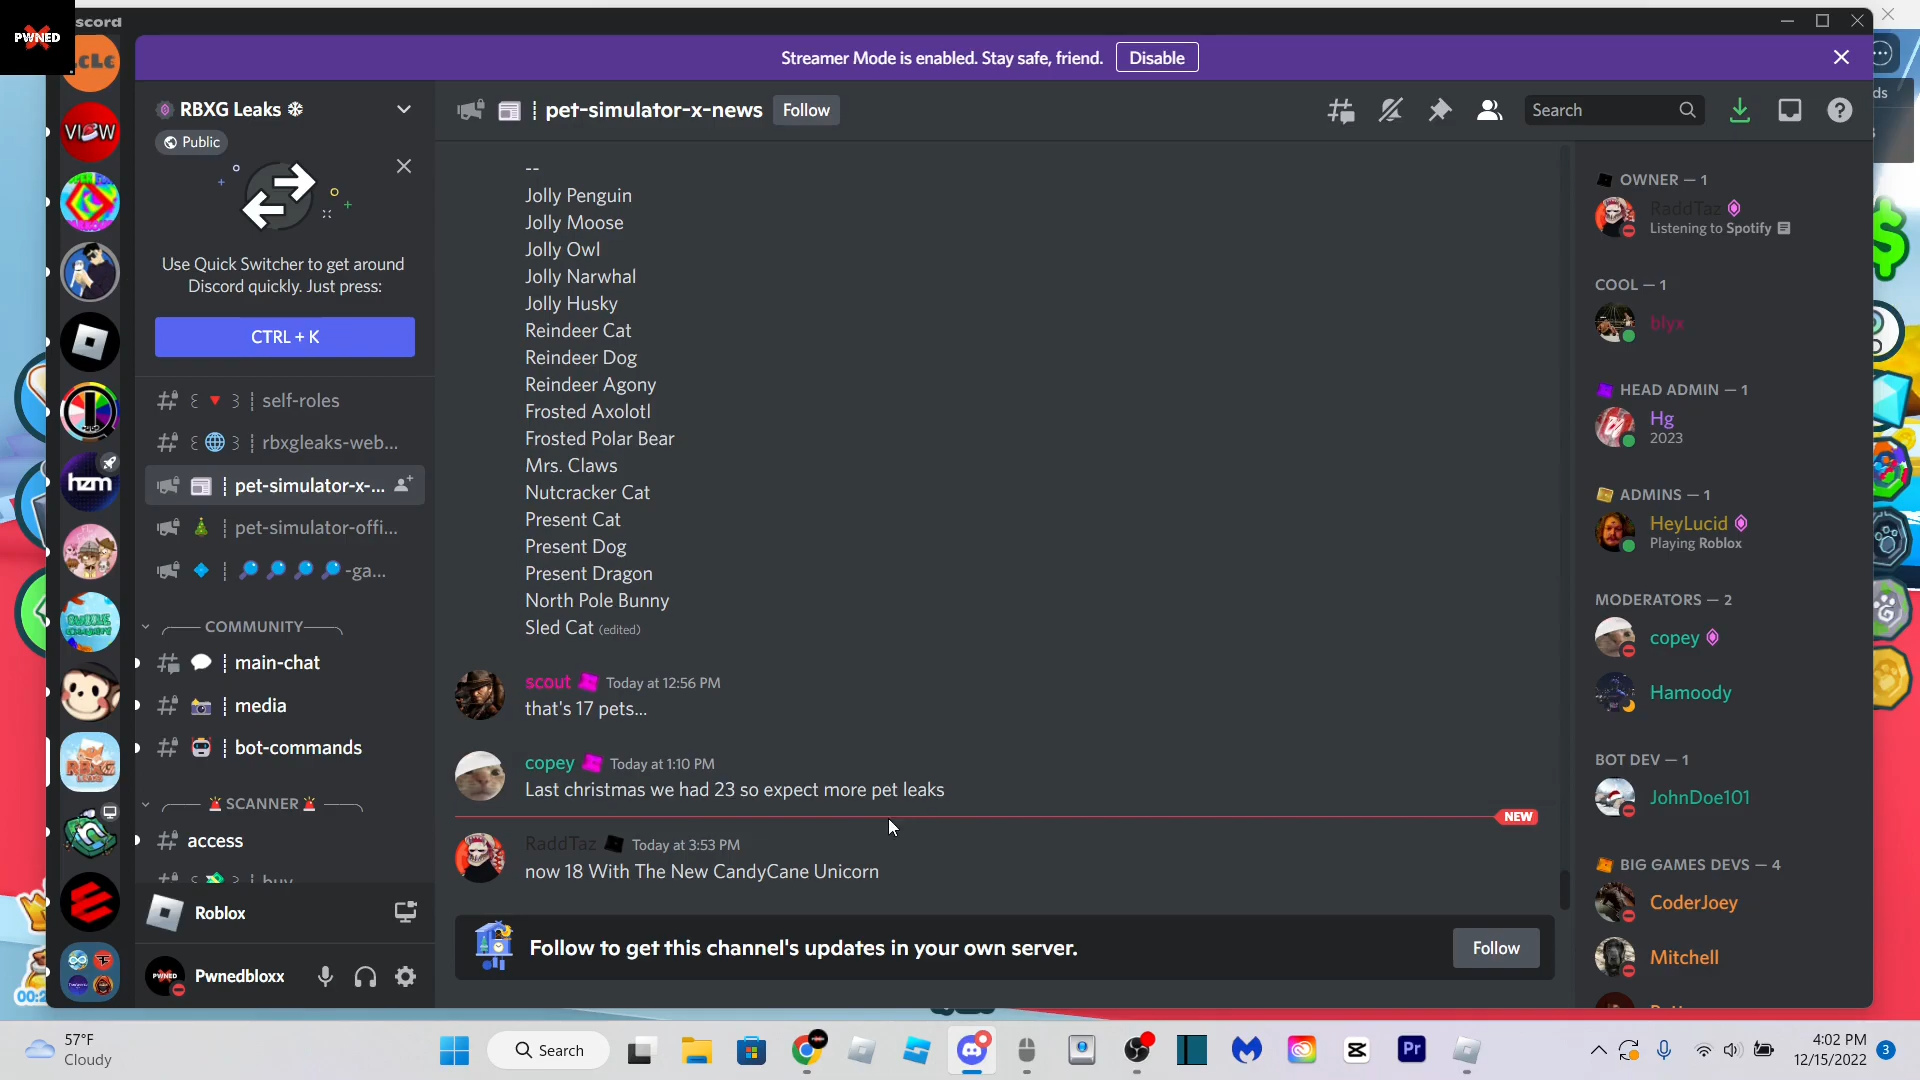 PWNED
scord
Streamer Mode is enabled. Stay safe, friend.
Disable
RBXG Leaks
Public
Use Quick Switcher to get around
Discord quickly. Just press:
CTRL + K
self-roles
rbxgleaks-web...
pet-simulator-x-...
pet-simulator-offi...
-ga...
COMMUNITY
main-chat
media
bot-commands
SCANNER
access
buy
Roblox
Pwnedbloxx
VIEW
hzm
pet-simulator-x-news
Follow
Search
--
Jolly Penguin
Jolly Moose
Jolly Owl
Jolly Narwhal
Jolly Husky
Reindeer Cat
Reindeer Dog
Reindeer Agony
Frosted Axolotl
Frosted Polar Bear
Mrs. Claws
Nutcracker Cat
Present Cat
Present Dog
Present Dragon
North Pole Bunny
Sled Cat (edited)
scout Today at 12:56 PM
that's 17 pets...
copey Today at 1:10 PM
Last christmas we had 23 so expect more pet leaks
NEW
RaddTaz Today at 3:53 PM
now 18 With The New CandyCane Unicorn
Follow to get this channel's updates in your own server.
Follow
OWNER — 1
RaddTaz
Listening to Spotify
COOL — 1
blyx
HEAD ADMIN — 1
Hg
2023
ADMINS — 1
HeyLucid
Playing Roblox
MODERATORS — 2
copey
Hamoody
BOT DEV — 1
JohnDoe101
BIG GAMES DEVS — 4
CoderJoey
Mitchell
ds
57°F
Cloudy
Search
Pr
4:02 PM
12/15/2022
3